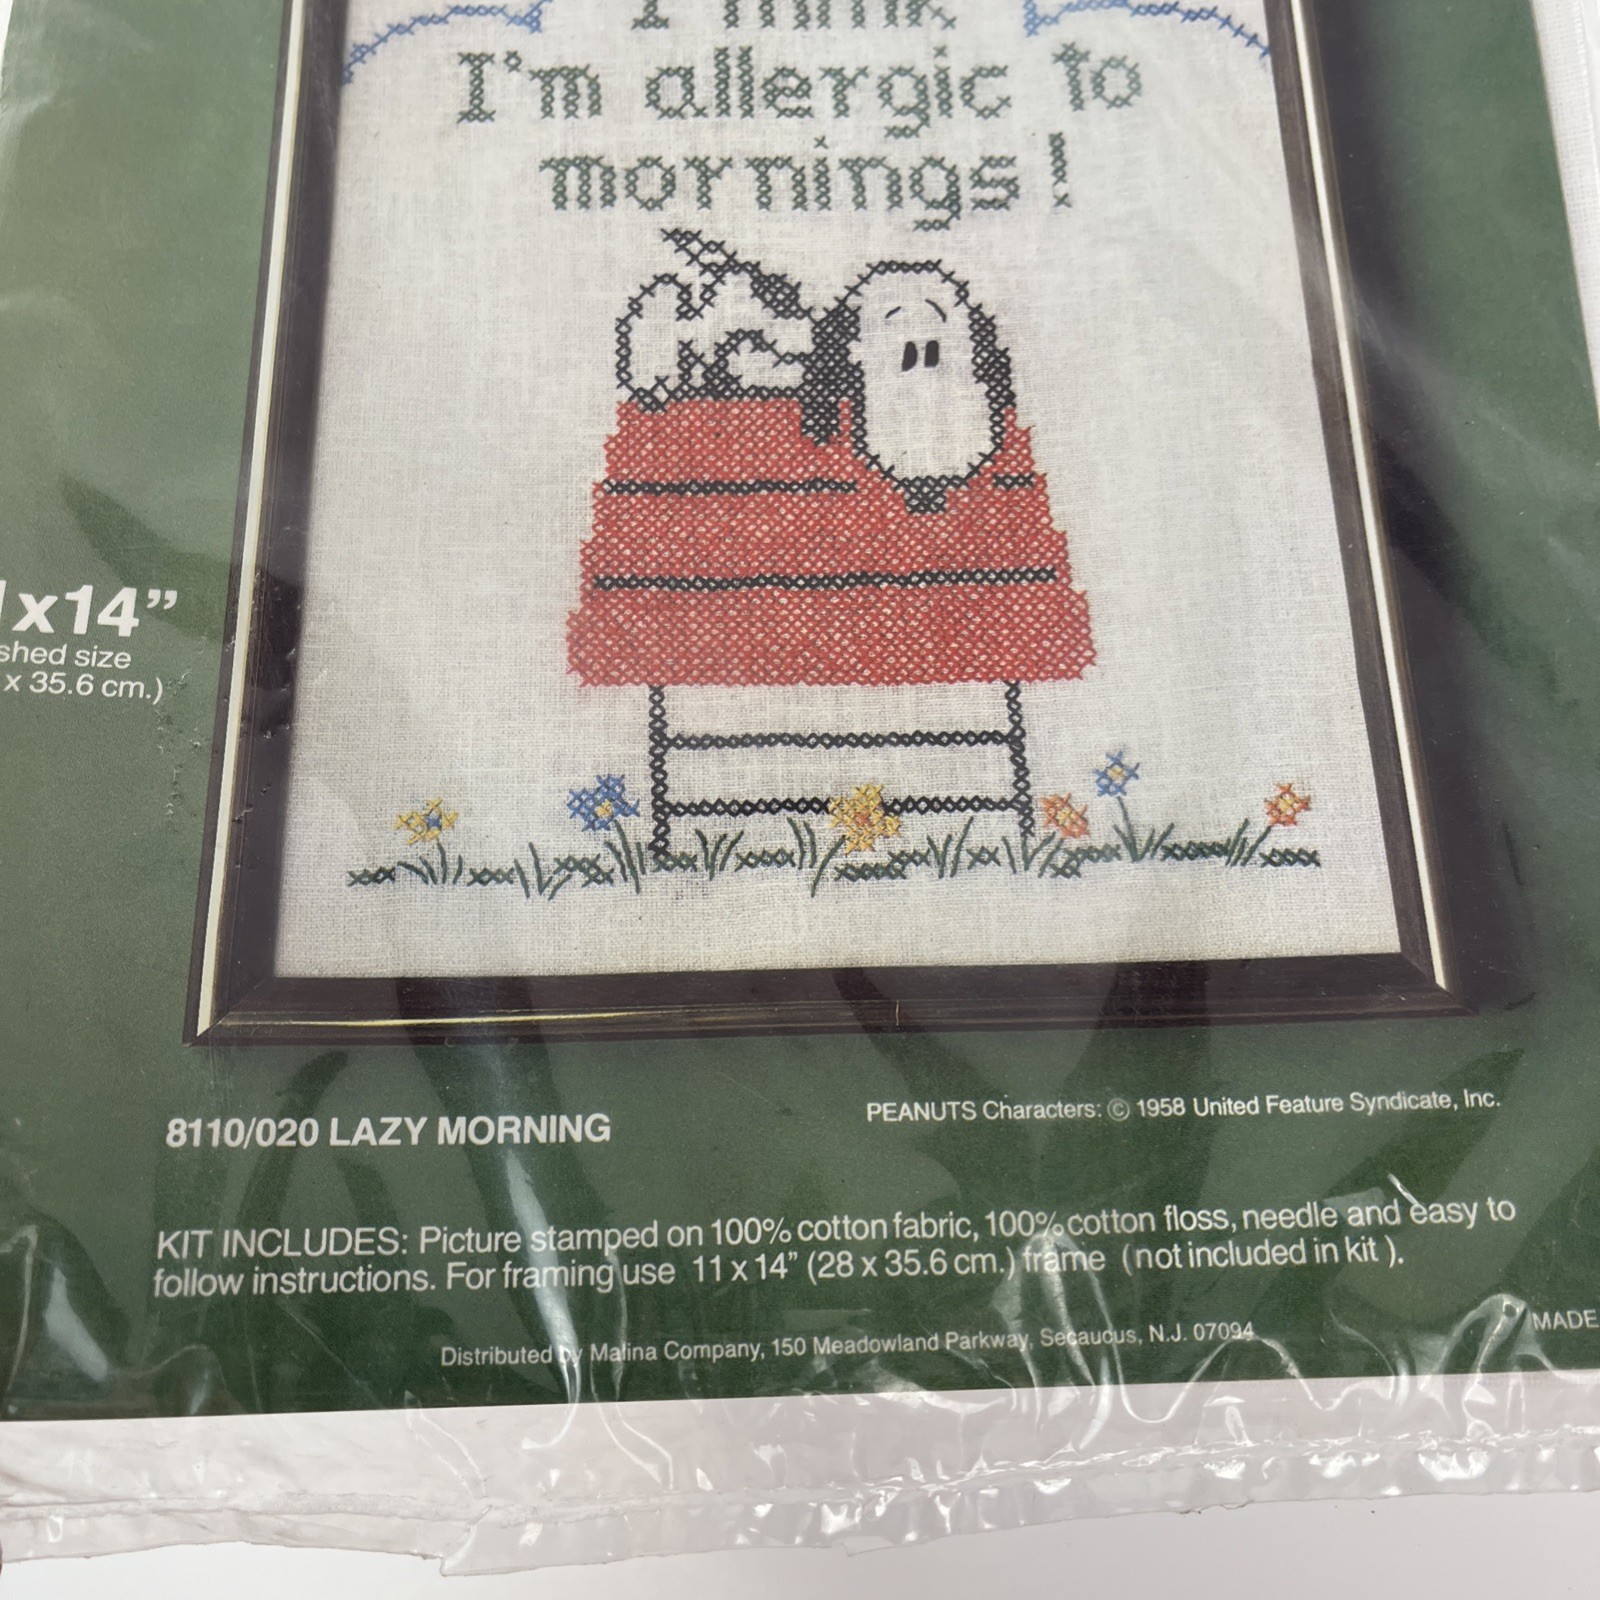 I think
I'm allergic to
mornings!
x14”
size
x 35.6 cm.)
8110/020 LAZY MORNING
PEANUTS Characters: © 1958 United Feature Syndicate, Inc.
KIT INCLUDES: Picture stamped on 100% cotton fabric, 100% cotton floss, needle and easy to
follow instructions. For framing use 11 x 14” (28 x 35.6 cm.) frame (not included in kit ).
Distributed by Malina Company, 150 Meadowland Parkway, Secaucus, N.J. 07094
MADE